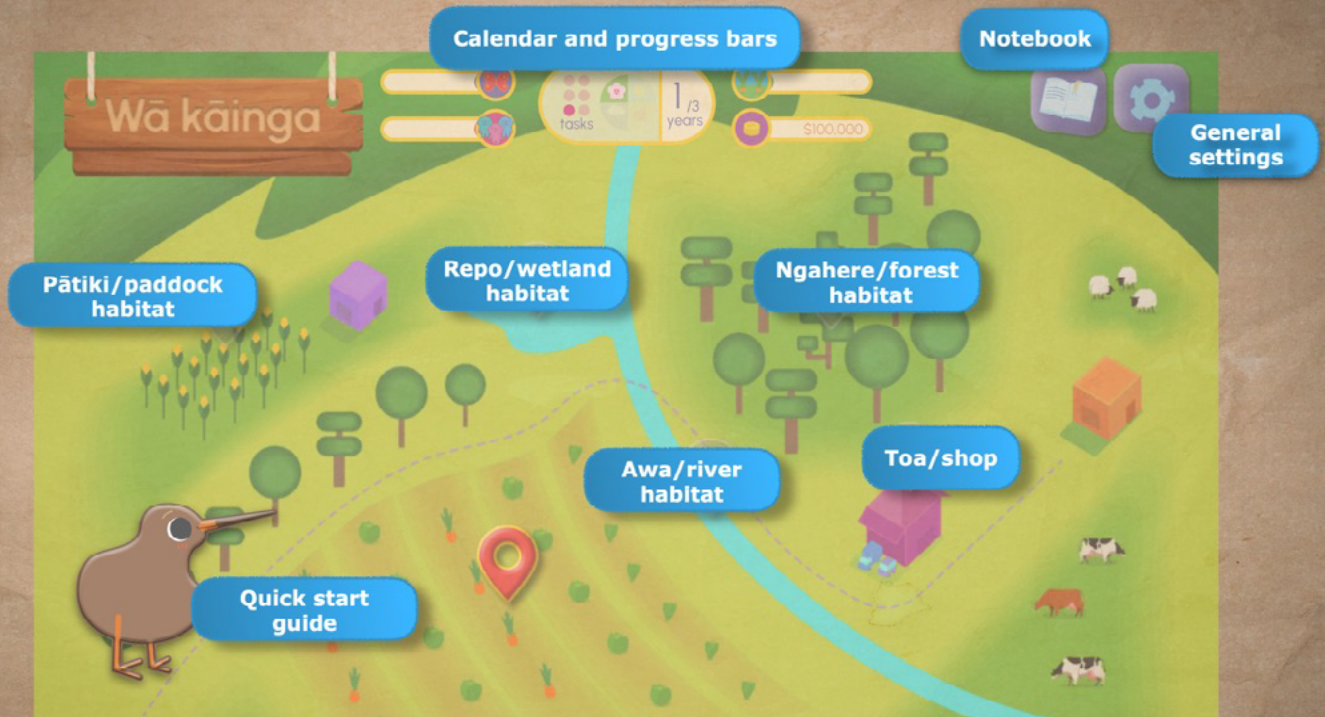 Calendar and progress bars
Notebook
Wā kāinga
tasks
1/3
years
$100,000
General
settings
Pātiki/paddock
habitat
Repo/wetland
habitat
Ngahere/forest
habitat
Awa/river
habitat
Toa/shop
Quick start
guide